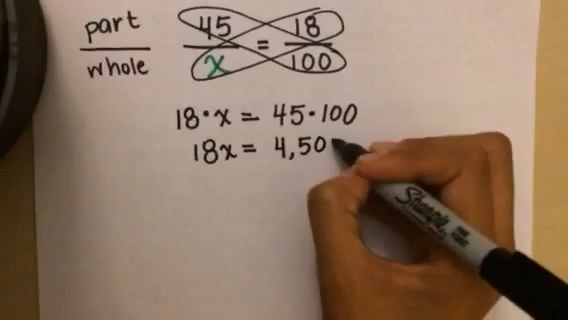 part 45 = 18
whole x 100
18·x = 45·100
18x = 4,50
Sharpie